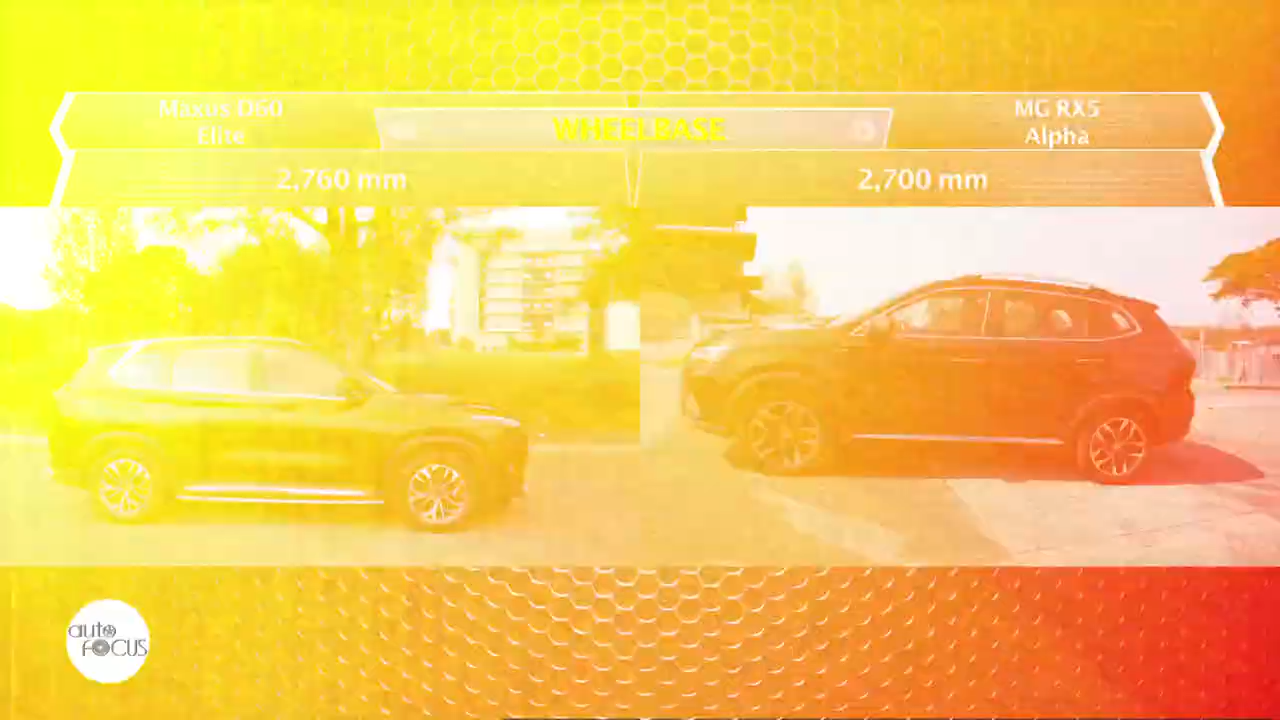 Maxus D60
Elite
WHEELBASE
MG RX5
Alpha
2,760 mm
2,700 mm
auto
FOCUS